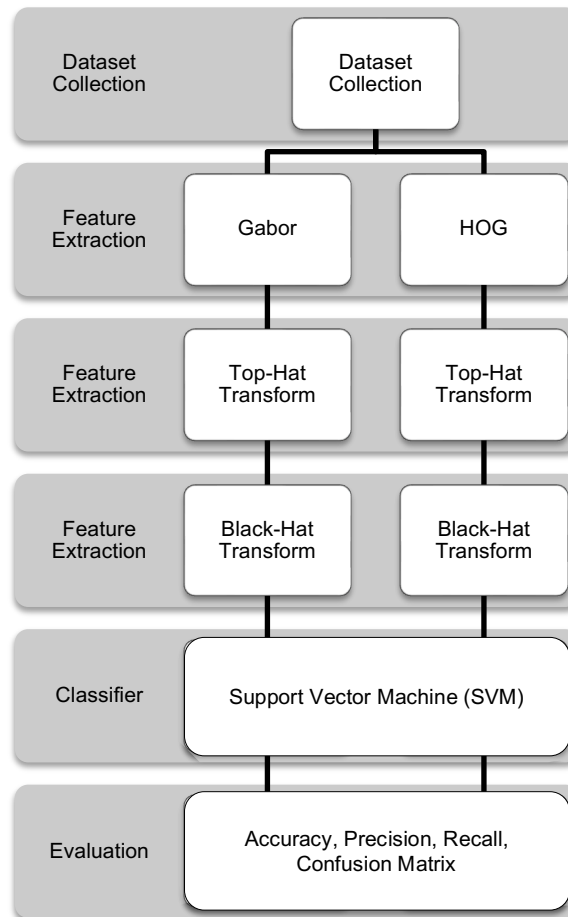 Dataset
Collection
Dataset
Collection
Feature
Extraction
Gabor
HOG
Feature
Extraction
Top-Hat
Transform
Top-Hat
Transform
Feature
Extraction
Black-Hat
Transform
Black-Hat
Transform
Classifier
Support Vector Machine (SVM)
Evaluation
Accuracy, Precision, Recall,
Confusion Matrix